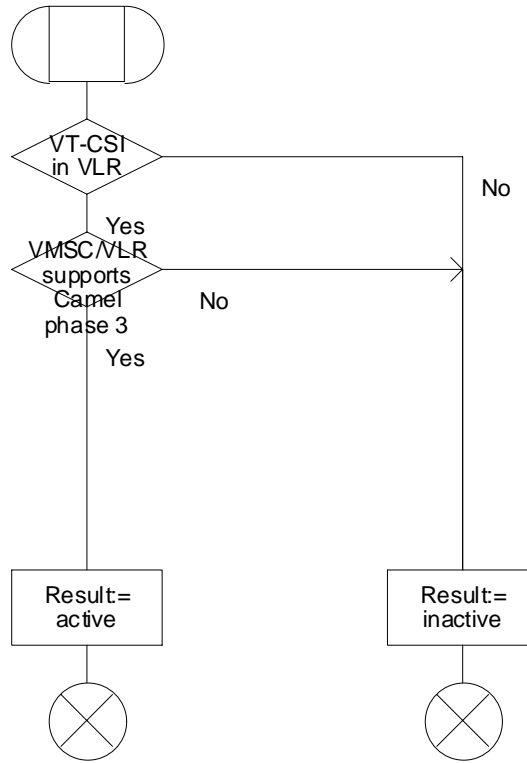 VT-CSI
in VLR
No
Yes
VMSC/VLR
supports
Camel
phase 3
No
Yes
Result:=
active
Result:=
inactive